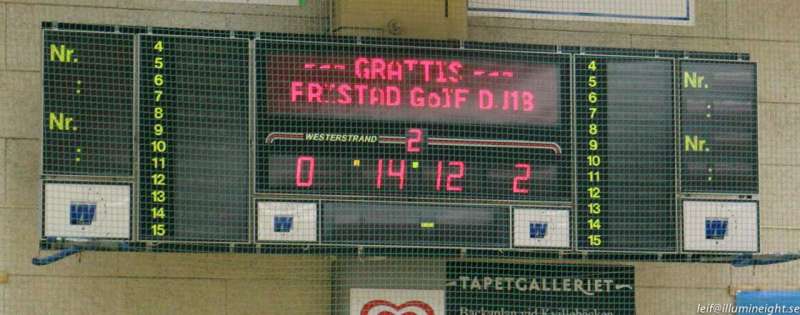 --- GRATTIS ---
FRISTAD GoIF DJ18
WESTERSTRAND
2
0 14 12 2
Nr.
:
Nr.
:
4
5
6
7
8
9
10
11
12
13
14
15
4
5
6
7
8
9
10
11
12
13
14
15
Nr.
:
Nr.
:
W
W
W
W
TAPETGALLERIET
leif@illumineight.se